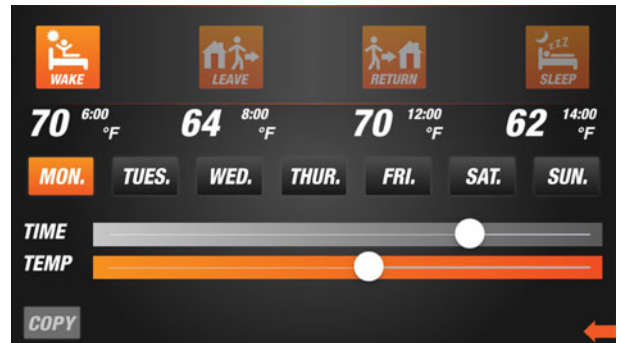 WAKE LEAVE RETURN ZZZ SLEEP
70 6:00 °F 64 8:00 °F 70 12:00 °F 62 14:00 °F
MON. TUES. WED. THUR. FRI. SAT. SUN.
TIME
TEMP
COPY